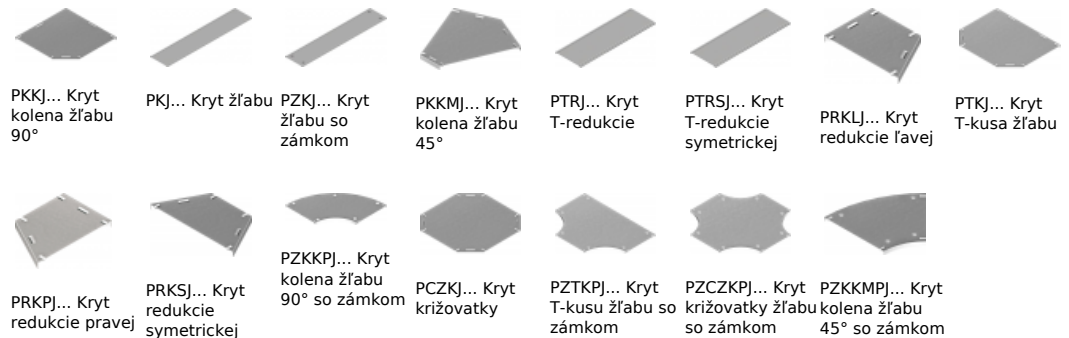 PKKJ... Kryt
kolena žľabu
90°
PKJ... Kryt žľabu
PZKJ... Kryt
žľabu so
zámkom
PKKMJ... Kryt
kolena žľabu
45°
PTRJ... Kryt
T-redukcie
PTRSJ... Kryt
T-redukcie
symetrickej
PRKLJ... Kryt
redukcie ľavej
PTKJ... Kryt
T-kusa žľabu
PRKPJ... Kryt
redukcie pravej
PRKSJ... Kryt
redukcie
symetrickej
PZKKPJ... Kryt
kolena žľabu
90° so zámkom
PCZKJ... Kryt
križovatky
PZTKPJ... Kryt
T-kusu žľabu so
zámkom
PZCZKPJ... Kryt
križovatky žľabu
so zámkom
PZKKMPJ... Kryt
kolena žľabu
45° so zámkom